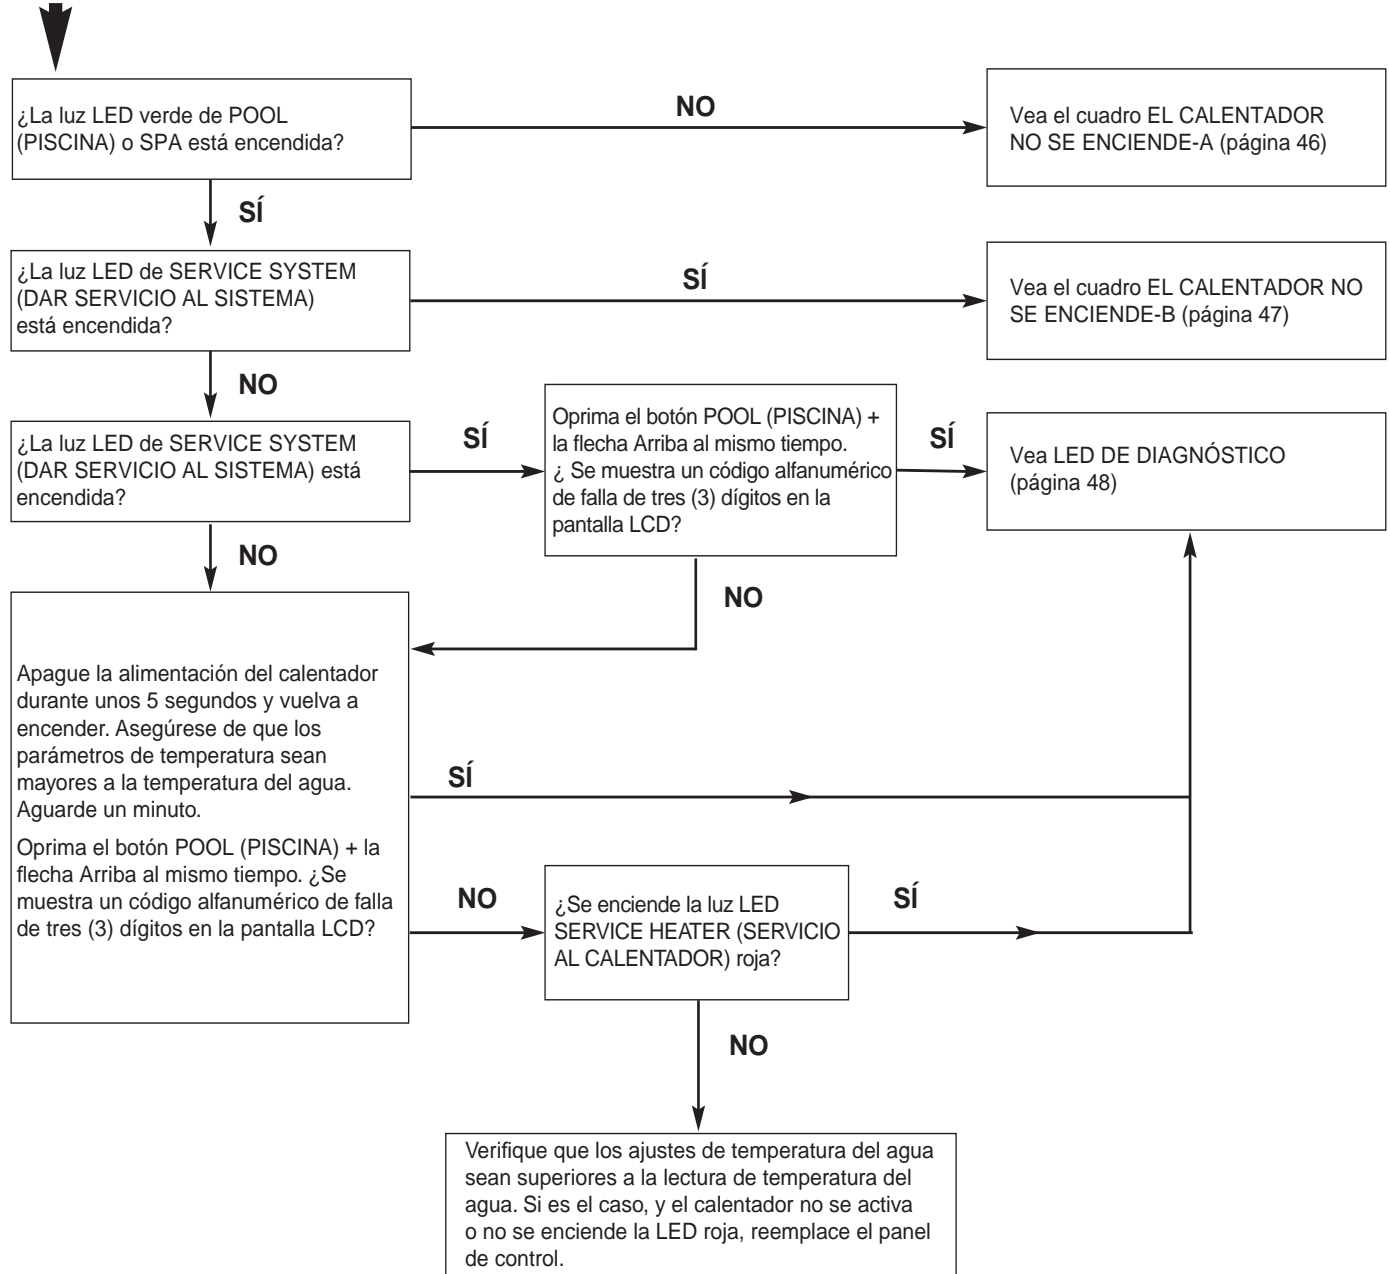 ¿La luz LED verde de POOL
(PISCINA) o SPA está encendida?
NO
Vea el cuadro EL CALENTADOR
NO SE ENCIENDE-A (página 46)
SÍ
¿La luz LED de SERVICE SYSTEM
(DAR SERVICIO AL SISTEMA)
está encendida?
SÍ
Vea el cuadro EL CALENTADOR NO
SE ENCIENDE-B (página 47)
NO
¿La luz LED de SERVICE SYSTEM
(DAR SERVICIO AL SISTEMA) está
encendida?
SÍ
Oprima el botón POOL (PISCINA) +
la flecha Arriba al mismo tiempo.
¿ Se muestra un código alfanumérico
de falla de tres (3) dígitos en la
pantalla LCD?
SÍ
Vea LED DE DIAGNÓSTICO
(página 48)
NO
NO
Apague la alimentación del calentador
durante unos 5 segundos y vuelva a
encender. Asegúrese de que los
parámetros de temperatura sean
mayores a la temperatura del agua.
Aguarde un minuto.
Oprima el botón POOL (PISCINA) + la
flecha Arriba al mismo tiempo. ¿Se
muestra un código alfanumérico de falla
de tres (3) dígitos en la pantalla LCD?
SÍ
NO
¿Se enciende la luz LED
SERVICE HEATER (SERVICIO
AL CALENTADOR) roja?
SÍ
NO
Verifique que los ajustes de temperatura del agua
sean superiores a la lectura de temperatura del
agua. Si es el caso, y el calentador no se activa
o no se enciende la LED roja, reemplace el panel
de control.